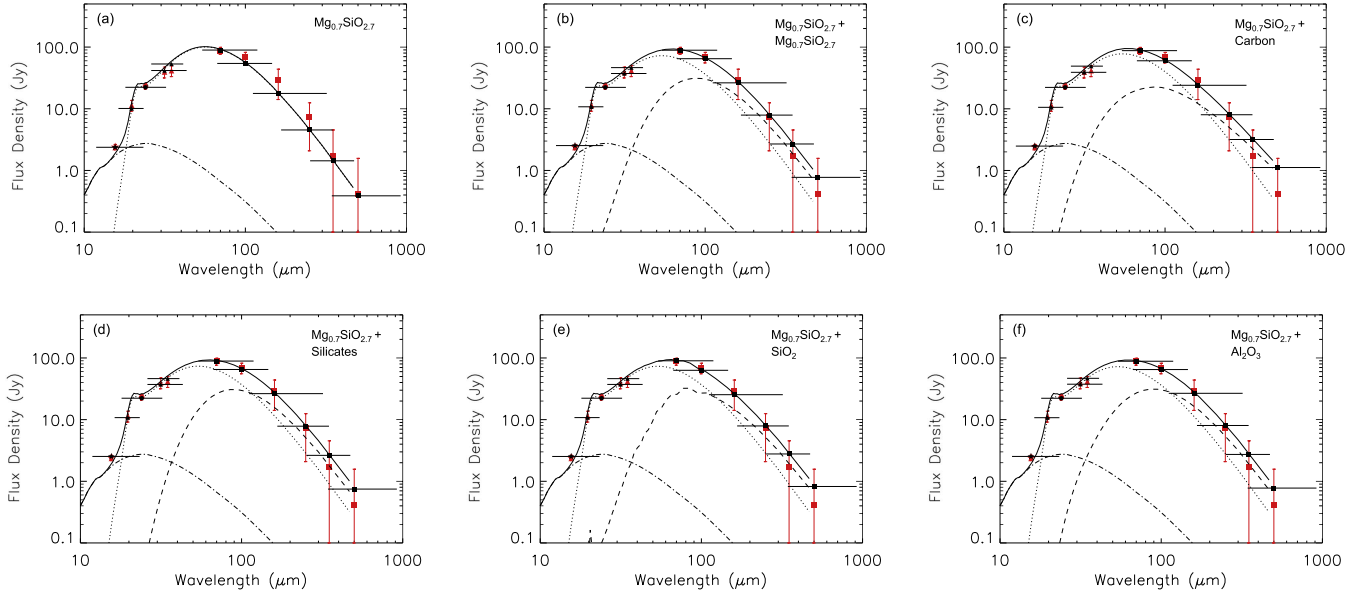 (a)
Mg0.7SiO2.7
Flux Density (Jy)
100.0
10.0
1.0
0.1
10
100
1000
Wavelength (μm)
(b)
Mg0.7SiO2.7 +
Mg0.7SiO2.7
Flux Density (Jy)
100.0
10.0
1.0
0.1
10
100
1000
Wavelength (μm)
(c)
Mg0.7SiO2.7 +
Carbon
Flux Density (Jy)
100.0
10.0
1.0
0.1
10
100
1000
Wavelength (μm)
(d)
Mg0.7SiO2.7 +
Silicates
Flux Density (Jy)
100.0
10.0
1.0
0.1
10
100
1000
Wavelength (μm)
(e)
Mg0.7SiO2.7 +
SiO2
Flux Density (Jy)
100.0
10.0
1.0
0.1
10
100
1000
Wavelength (μm)
(f)
Mg0.7SiO2.7 +
Al2O3
Flux Density (Jy)
100.0
10.0
1.0
0.1
10
100
1000
Wavelength (μm)